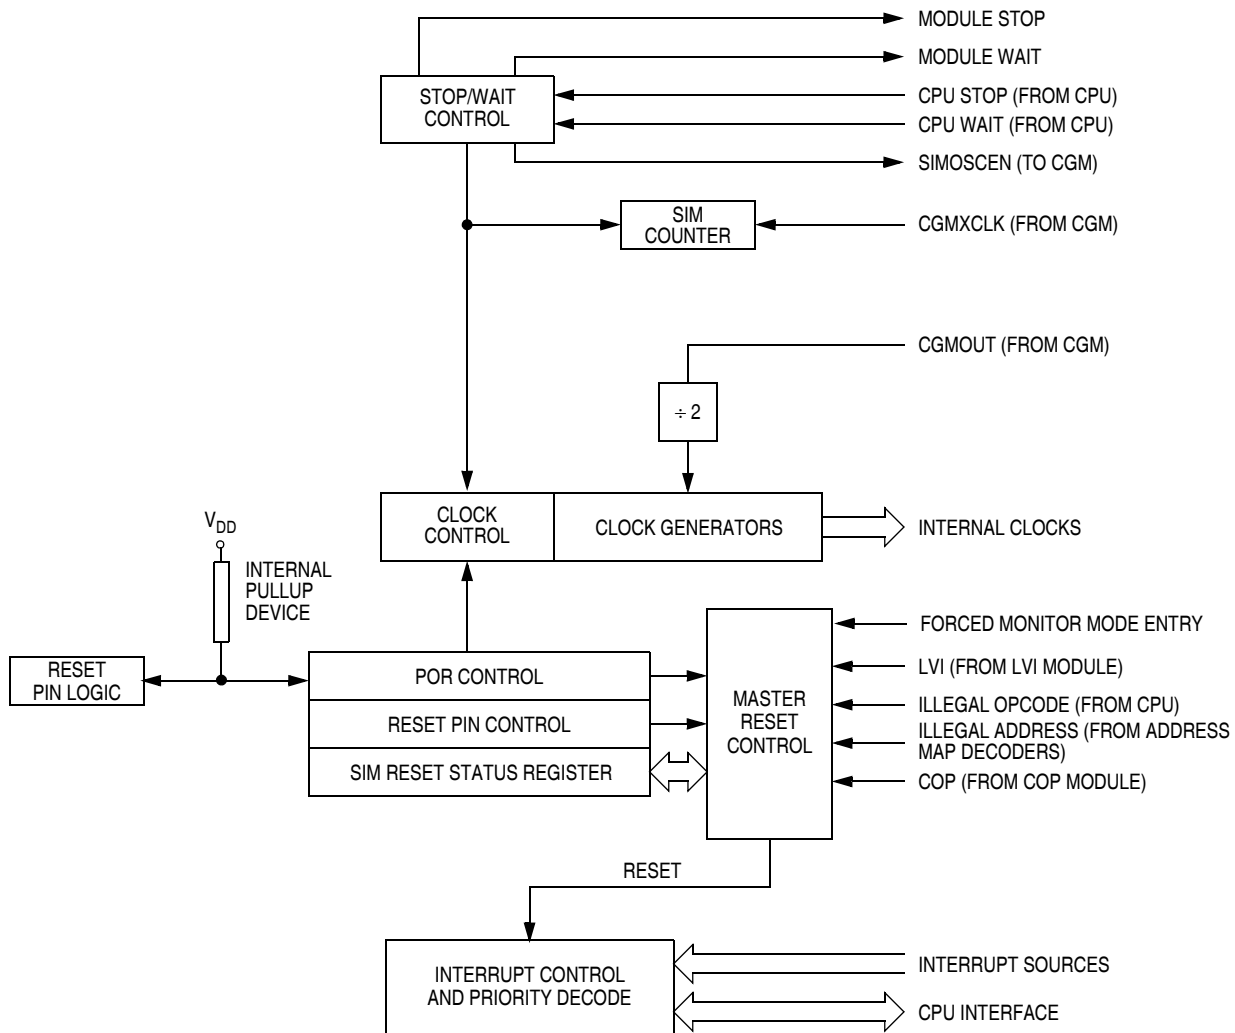 MODULE STOP
MODULE WAIT
STOP/WAIT
CONTROL
CPU STOP (FROM CPU)
CPU WAIT (FROM CPU)
SIMOSCEN (TO CGM)
SIM
COUNTER
CGMXCLK (FROM CGM)
CGMOUT (FROM CGM)
÷ 2
CLOCK
CONTROL
CLOCK GENERATORS
INTERNAL CLOCKS
VDD
INTERNAL
PULLUP
DEVICE
FORCED MONITOR MODE ENTRY
RESET
PIN LOGIC
POR CONTROL
RESET PIN CONTROL
SIM RESET STATUS REGISTER
MASTER
RESET
CONTROL
LVI (FROM LVI MODULE)
ILLEGAL OPCODE (FROM CPU)
ILLEGAL ADDRESS (FROM ADDRESS
MAP DECODERS)
COP (FROM COP MODULE)
RESET
INTERRUPT CONTROL
AND PRIORITY DECODE
INTERRUPT SOURCES
CPU INTERFACE